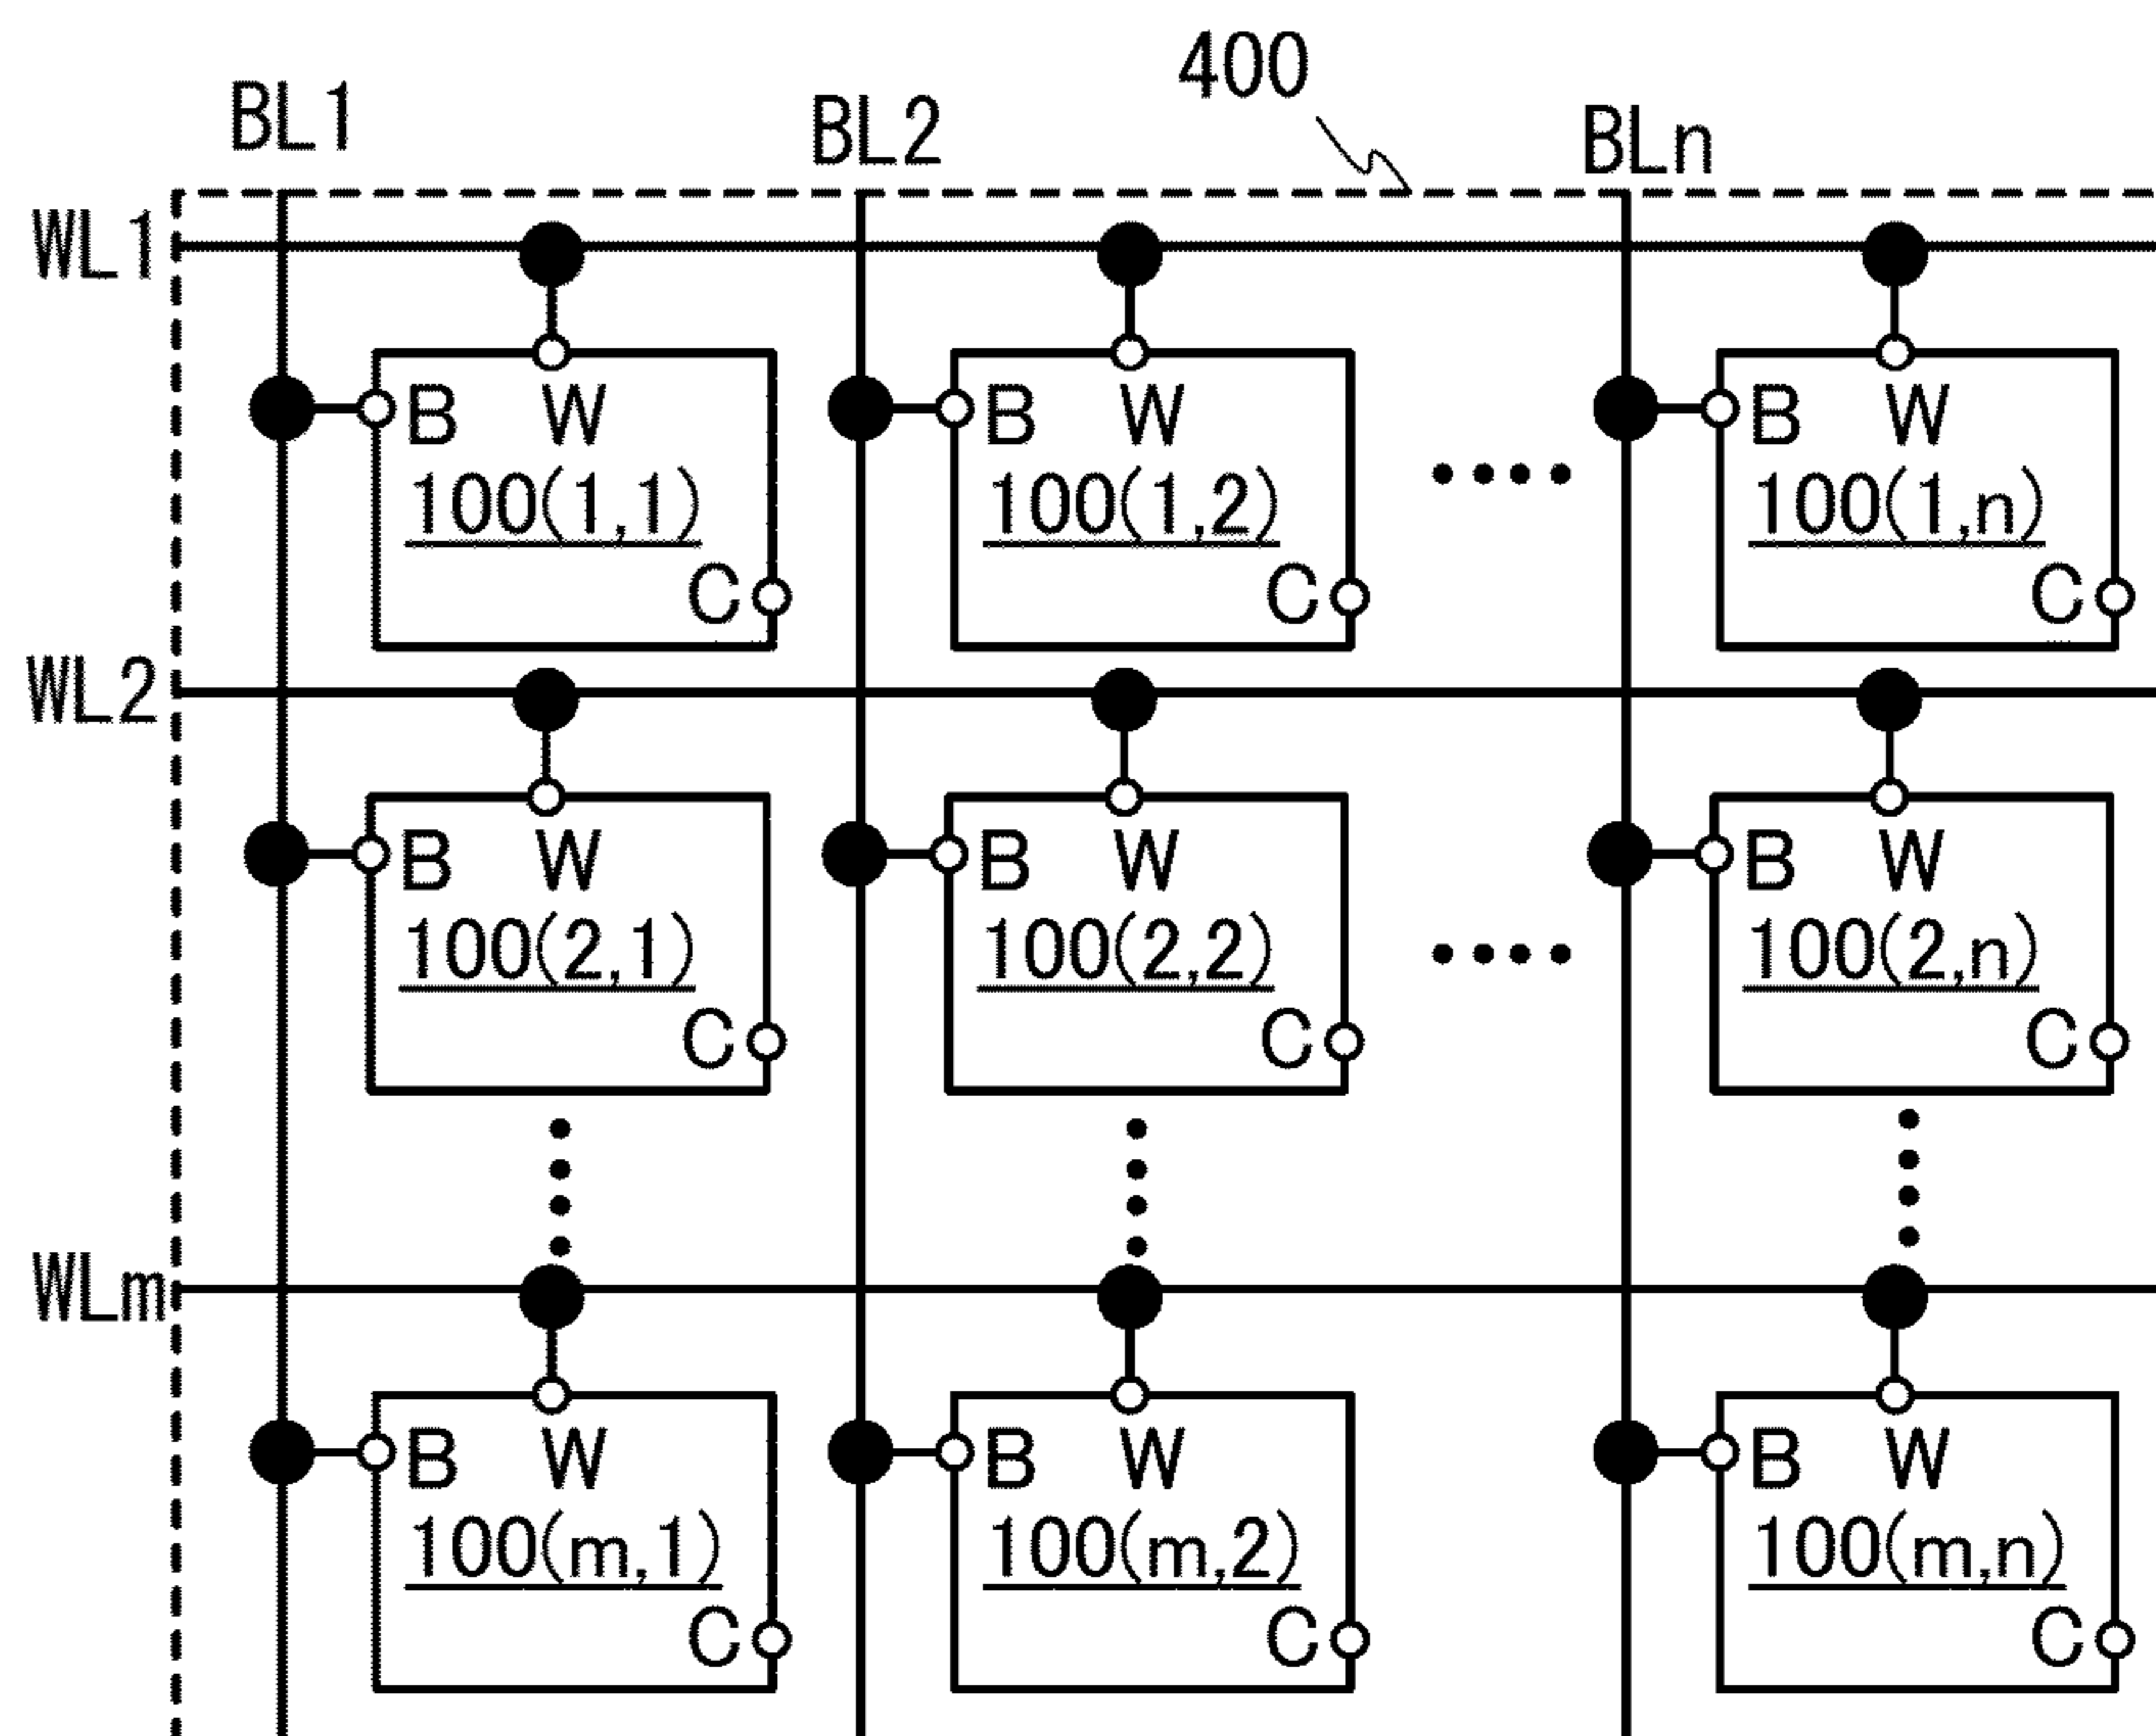 400
BL1 BL2 BLn
WL1
B W B W B W
100(1,1) 100(1,2) 100(1,n)
C C C
WL2
B W B W B W
100(2,1) 100(2,2) 100(2,n)
C C C
WLm
B W B W B W
100(m,1) 100(m,2) 100(m,n)
C C C